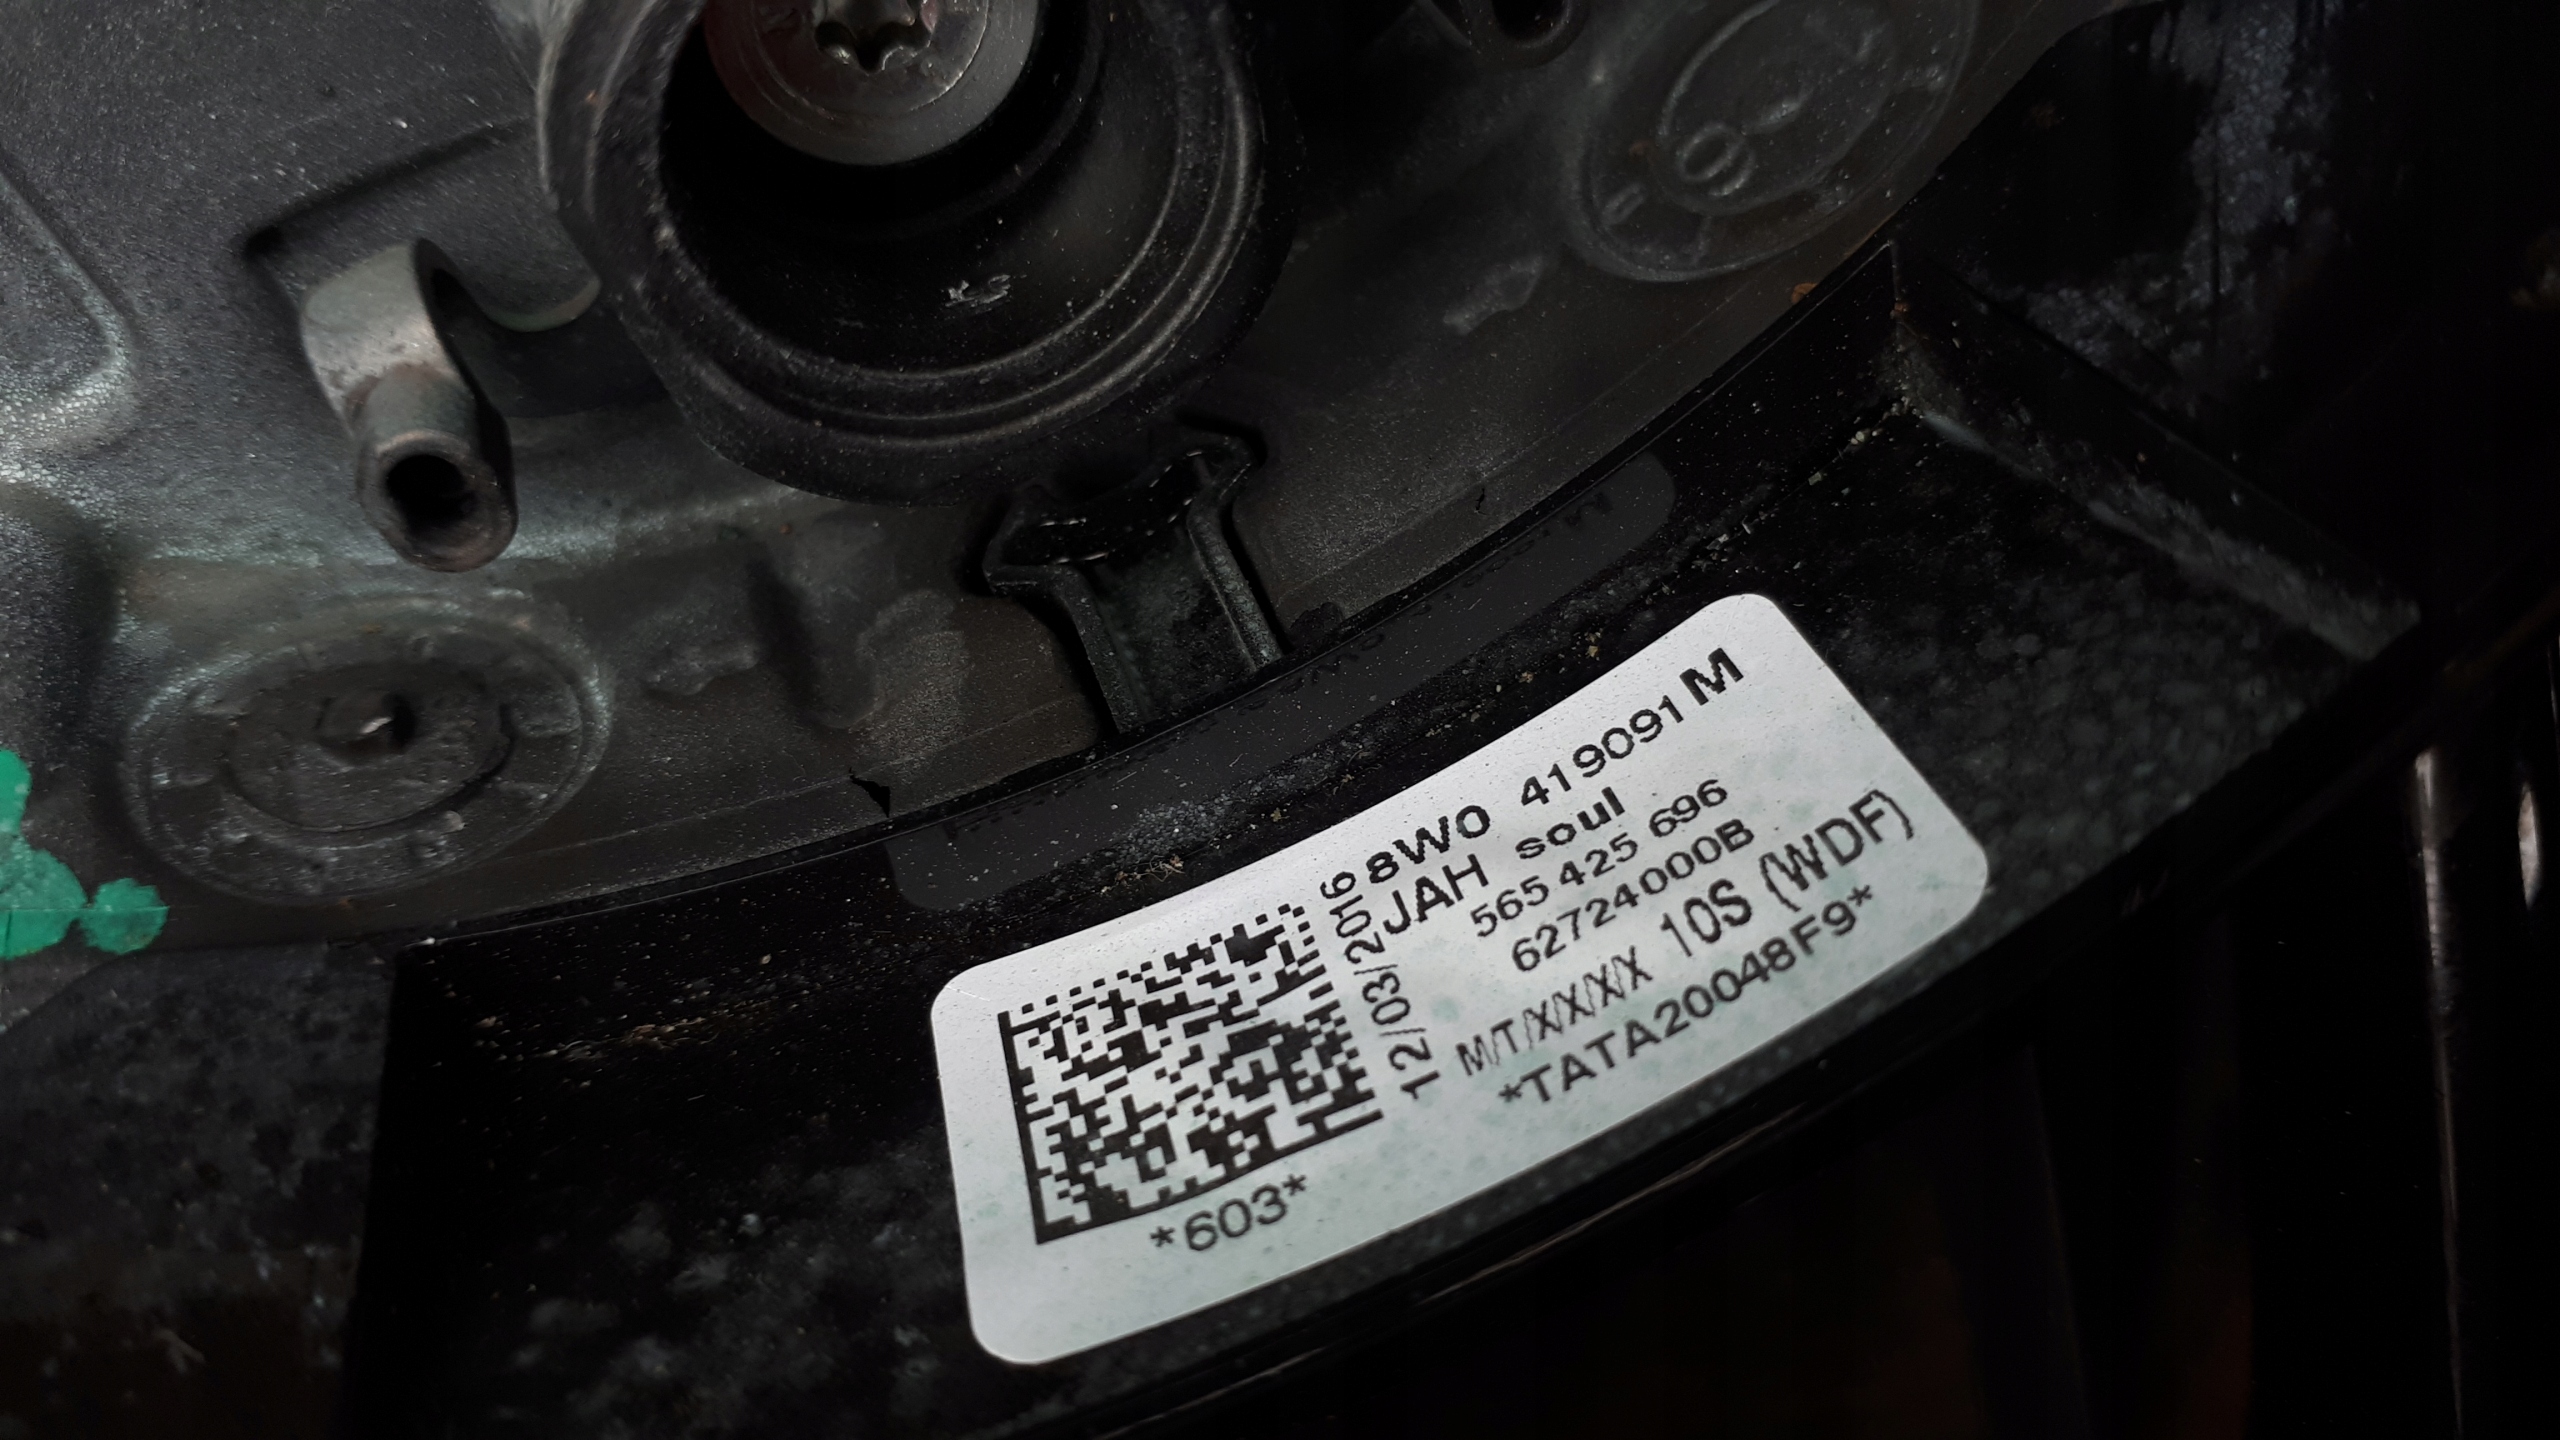 8W0 419091 M
JAH soul
565 425 696
62724000B
M/T/X/X/X/X 10S (WDF)
*TATA20048F9*
12/03/2016
*603*